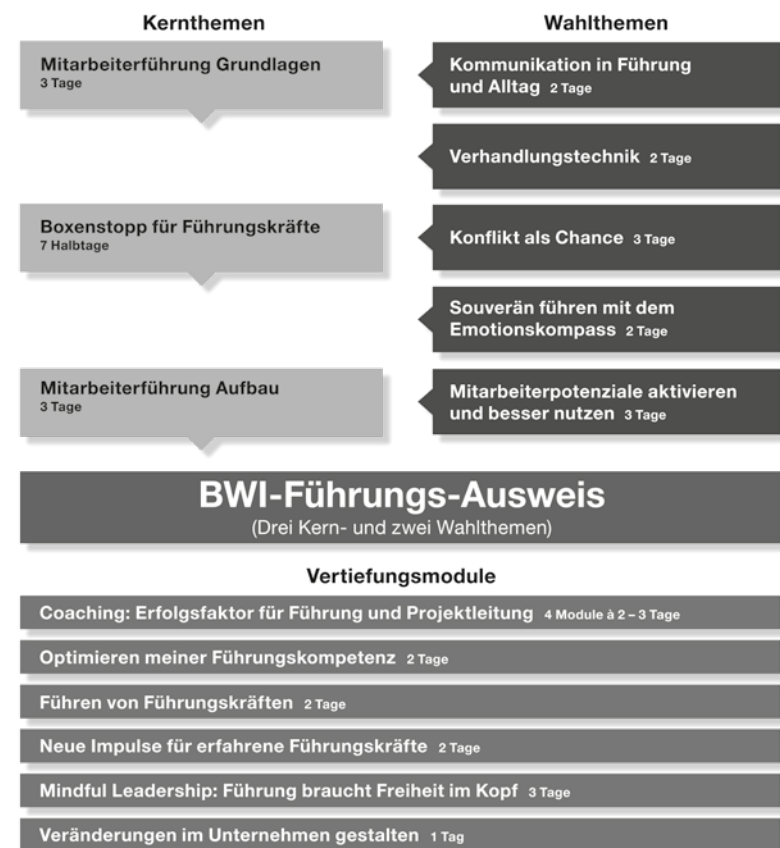 Kernthemen
Mitarbeiterführung Grundlagen
3 Tage
Boxenstopp für Führungskräfte
7 Halbtage
Mitarbeiterführung Aufbau
3 Tage
Wahlthemen
Kommunikation in Führung
und Alltag 2 Tage
Verhandlungstechnik 2 Tage
Konflikt als Chance 3 Tage
Souverän führen mit dem
Emotionskompass 2 Tage
Mitarbeiterpotenziale aktivieren
und besser nutzen 3 Tage
BWI-Führungs-Ausweis
(Drei Kern- und zwei Wahlthemen)
Vertiefungsmodule
Coaching: Erfolgsfaktor für Führung und Projektleitung 4 Module à 2 – 3 Tage
Optimieren meiner Führungskompetenz 2 Tage
Führen von Führungskräften 2 Tage
Neue Impulse für erfahrene Führungskräfte 2 Tage
Mindful Leadership: Führung braucht Freiheit im Kopf 3 Tage
Veränderungen im Unternehmen gestalten 1 Tag